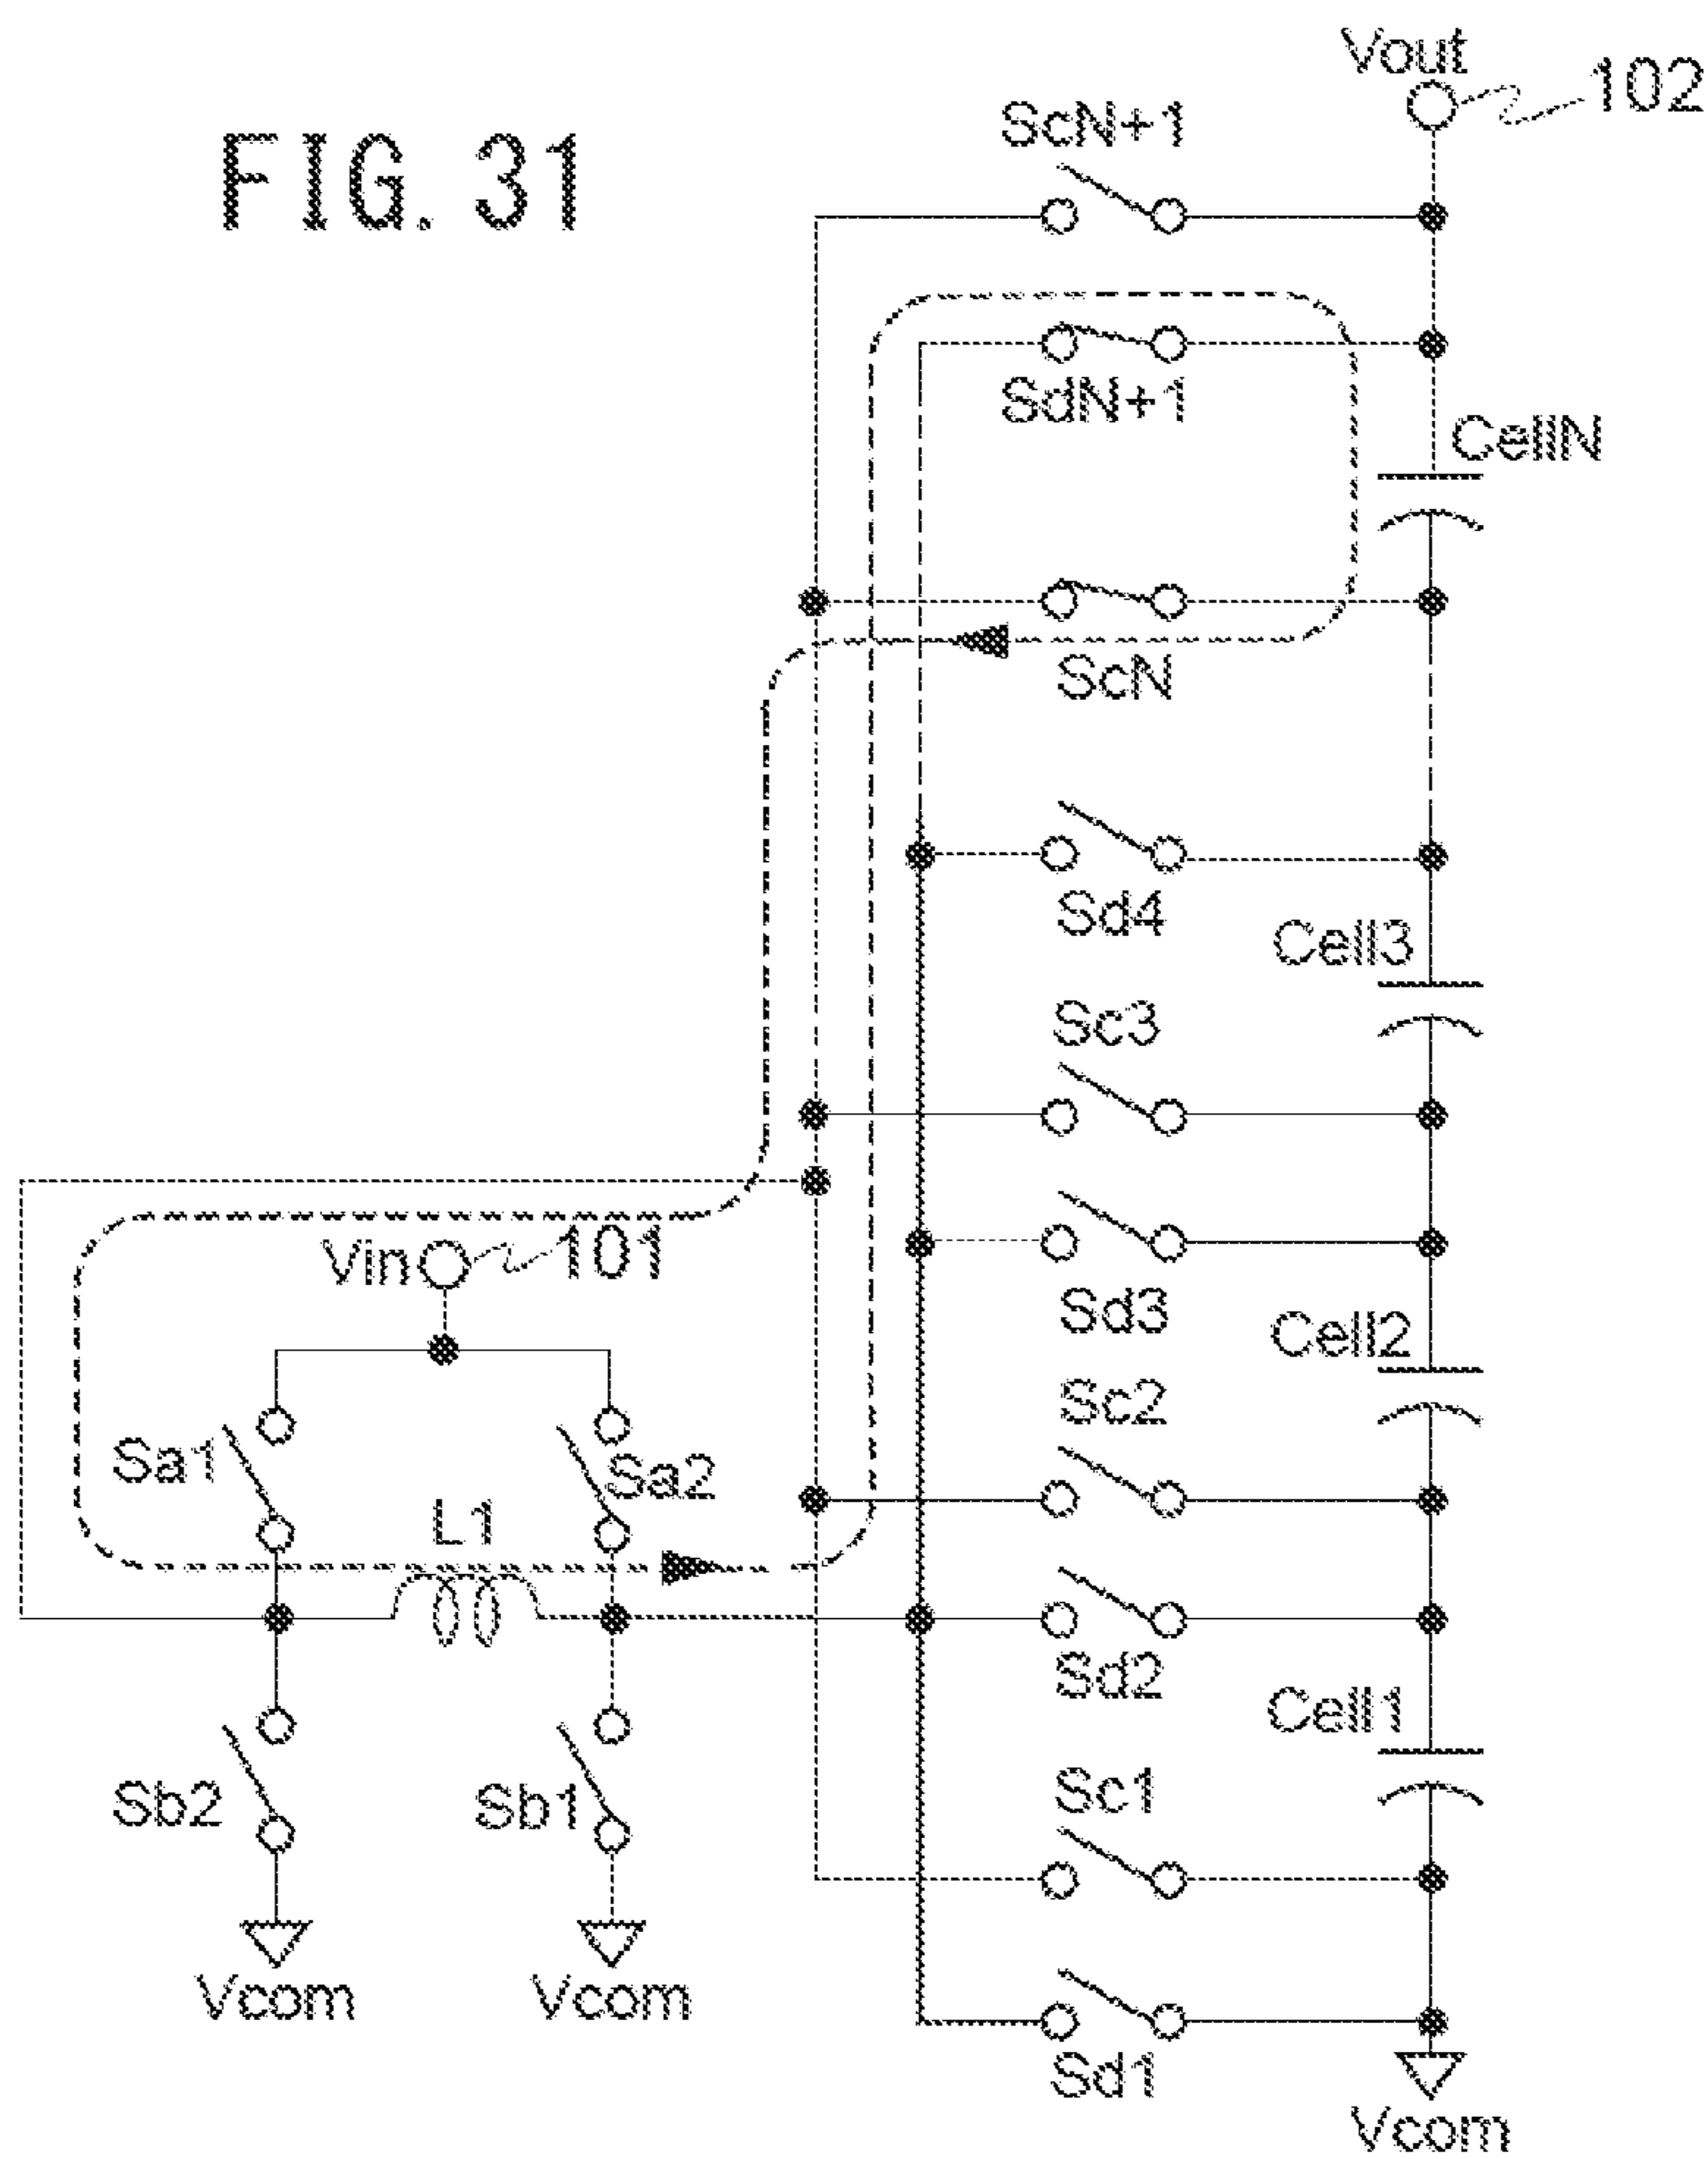 Vout
102
ScN+1
FIG. 31
SdN+1
CellN
ScN
Sd4
Cell3
Sc3
Vin
101
Sd3
Cell2
Sc2
Sa1
Sa2
L1
Sd2
Cell1
Sc1
Sb2
Sb1
Vcom
Vcom
Sd1
Vcom